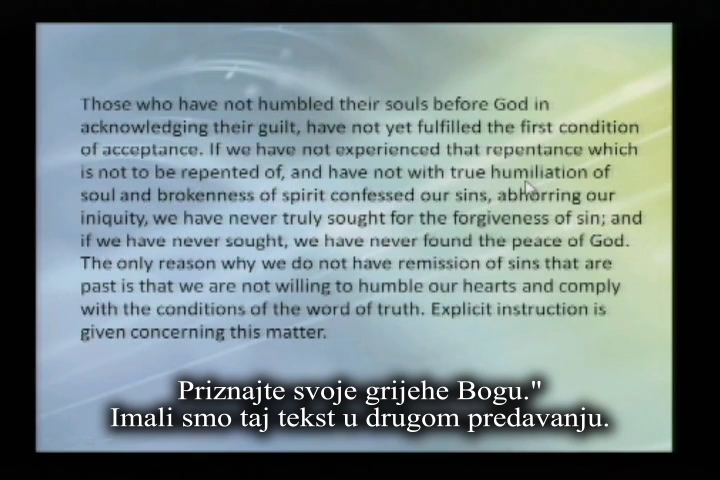 Those who have not humbled their souls before God in
acknowledging their guilt, have not yet fulfilled the first condition
of acceptance. If we have not experienced that repentance which
is not to be repented of, and have not with true humiliation of
soul and brokenness of spirit confessed our sins, abhorring our
iniquity, we have never truly sought for the forgiveness of sin; and
if we have never sought, we have never found the peace of God.
The only reason why we do not have remission of sins that are
past is that we are not willing to humble our hearts and comply
with the conditions of the word of truth. Explicit instruction is
given concerning this matter.
Priznajte svoje grijehe Bogu."
Imali smo taj tekst u drugom predavanju.